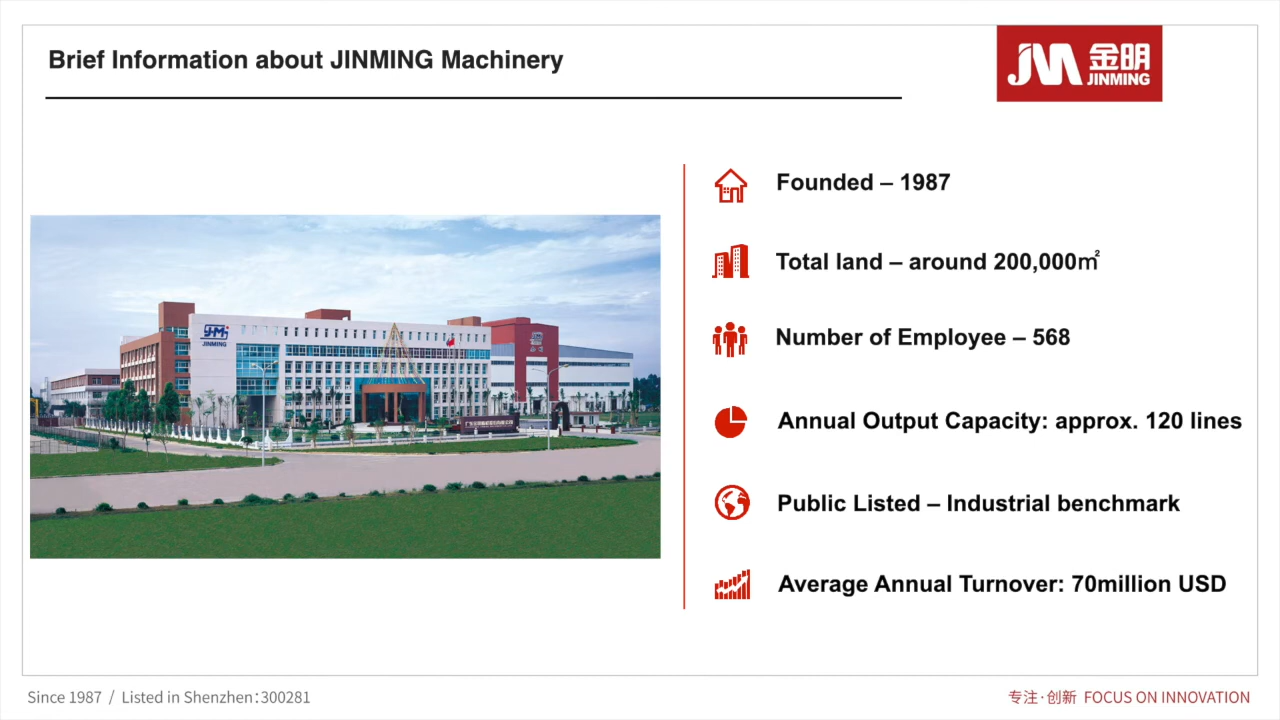 Brief Information about JINMING Machinery
JM 金明
JINMING
Founded – 1987
Total land – around 200,000㎡
Number of Employee – 568
Annual Output Capacity: approx. 120 lines
Public Listed – Industrial benchmark
Average Annual Turnover: 70million USD
JINMING
Since 1987 / Listed in Shenzhen:300281
专注·创新 FOCUS ON INNOVATION